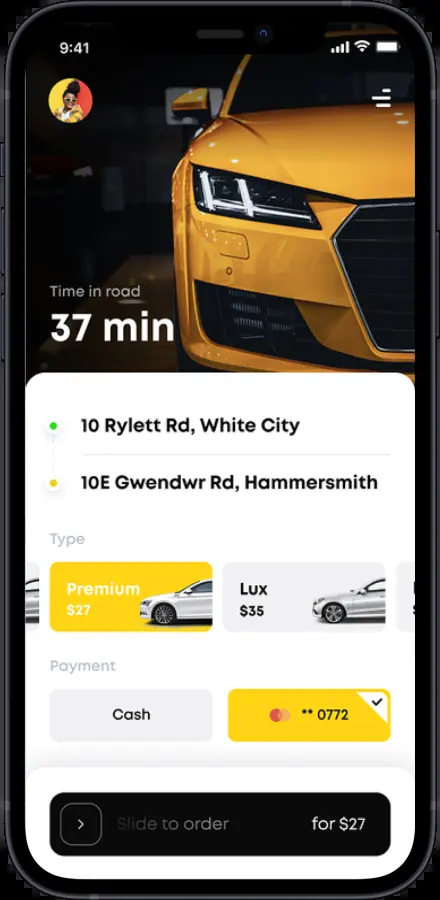 9:41
Time in road
37 min
10 Rylett Rd, White City
10E Gwendwr Rd, Hammersmith
Type
Premium
$27
Lux
$35
Payment
Cash
** 0772
Slide to order
for $27